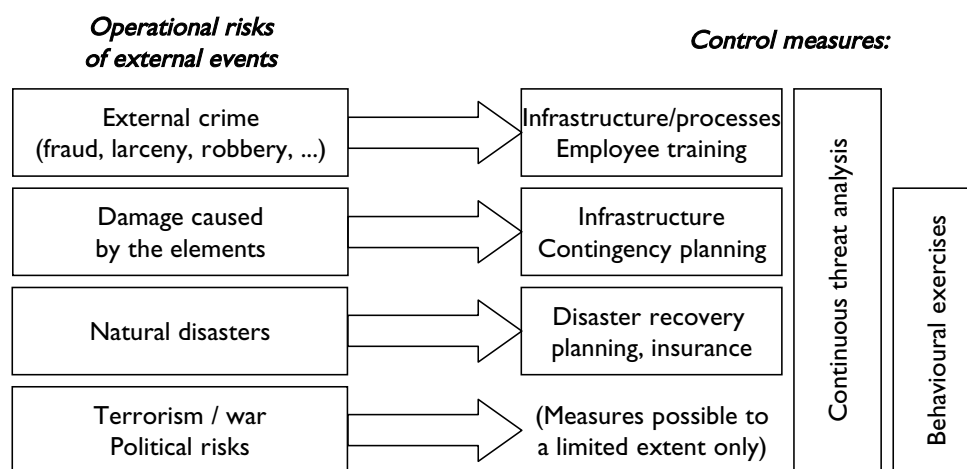 Operational risks
of external events
Control measures:
External crime
(fraud, larceny, robbery, ...)
Infrastructure/processes
Employee training
Damage caused
by the elements
Infrastructure
Contingency planning
Natural disasters
Disaster recovery
planning, insurance
Terrorism / war
Political risks
(Measures possible to
a limited extent only)
Continuous threat analysis
Behavioural exercises